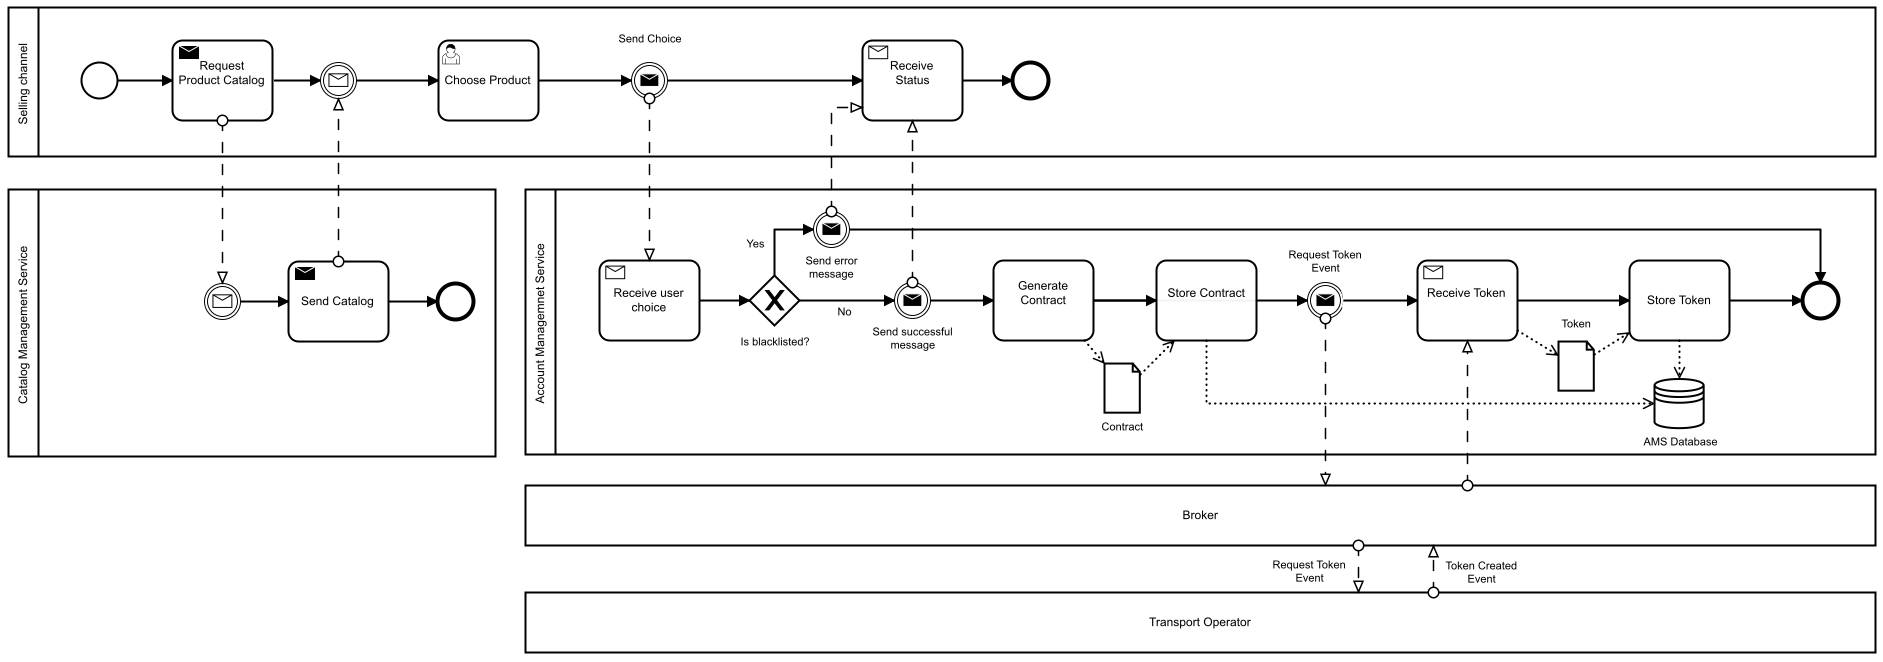 Selling channel
Request
Product Catalog
Choose Product
Send Choice
Receive
Status
Catalog Management Service
Send Catalog
Account Managemnet Service
Receive user
choice
Is blacklisted?
Yes
No
Send error
message
Send successful
message
Generate
Contract
Contract
Store Contract
Request Token
Event
Receive Token
Token
Store Token
AMS Database
Broker
Request Token
Event
Token Created
Event
Transport Operator